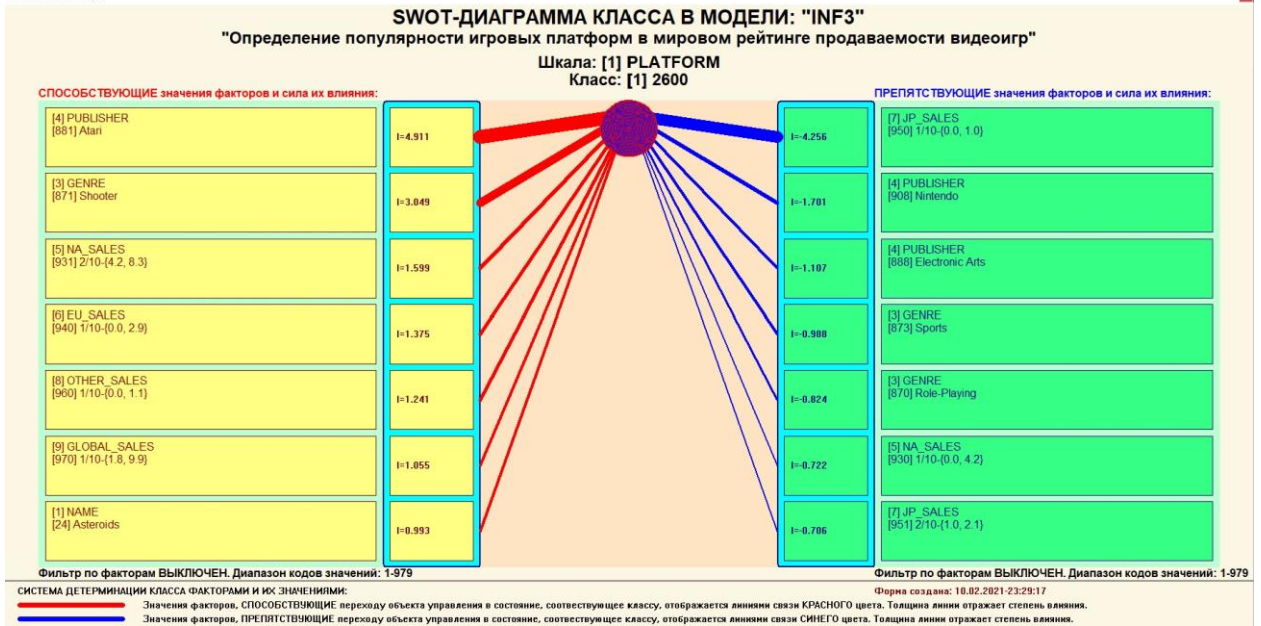 SWOT-ДИАГРАММА КЛАССА В МОДЕЛИ: "INF3"
"Определение популярности игровых платформ в мировом рейтинге продаваемости видеоигр"
Шкала: [1] PLATFORM
Класс: [1] 2600
СПОСОБСТВУЮЩИЕ значения факторов и сила их влияния:
[4] PUBLISHER
[881] Atari
I=4.911
[3] GENRE
[871] Shooter
I=3.049
[5] NA_SALES
[931] 2/10-{4.2, 8.3}
I=1.599
[6] EU_SALES
[940] 1/10-{0.0, 2.9}
I=1.375
[8] OTHER_SALES
[960] 1/10-{0.0, 1.1}
I=1.241
[9] GLOBAL_SALES
[970] 1/10-{1.8, 9.9}
I=1.055
[1] NAME
[24] Asteroids
I=0.993
Фильтр по факторам ВЫКЛЮЧЕН. Диапазон кодов значений: 1-979
ПРЕПЯТСТВУЮЩИЕ значения факторов и сила их влияния:
I=-4.256
[7] JP_SALES
[950] 1/10-{0.0, 1.0}
I=-1.701
[4] PUBLISHER
[908] Nintendo
I=-1.107
[4] PUBLISHER
[888] Electronic Arts
I=-0.988
[3] GENRE
[873] Sports
I=-0.824
[3] GENRE
[870] Role-Playing
I=-0.722
[5] NA_SALES
[930] 1/10-{0.0, 4.2}
I=-0.706
[7] JP_SALES
[951] 2/10-{1.0, 2.1}
Фильтр по факторам ВЫКЛЮЧЕН. Диапазон кодов значений: 1-979
СИСТЕМА ДЕТЕРМИНАЦИИ КЛАССА ФАКТОРАМИ И ИХ ЗНАЧЕНИЯМИ:
Форма создана: 10.02.2021-23:29:17
Значения факторов, СПОСОБСТВУЮЩИЕ переходу объекта управления в состояние, соотвествующее классу, отображается линиями связи КРАСНОГО цвета. Толщина линии отражает степень влияния.
Значения факторов, ПРЕПЯТСТВУЮЩИЕ переходу объекта управления в состояние, соотвествующее классу, отображается линиями связи СИНЕГО цвета. Толщина линии отражает степень влияния.